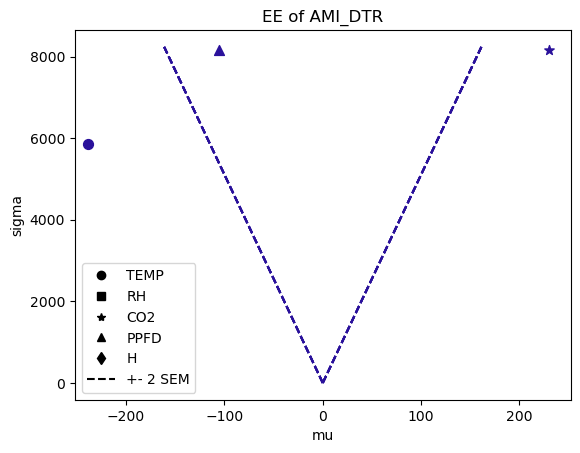 EE of AMI_DTR
sigma
8000
6000
4000
2000
0
TEMP
RH
CO2
PPFD
H
+- 2 SEM
−200
−100
0
100
200
mu